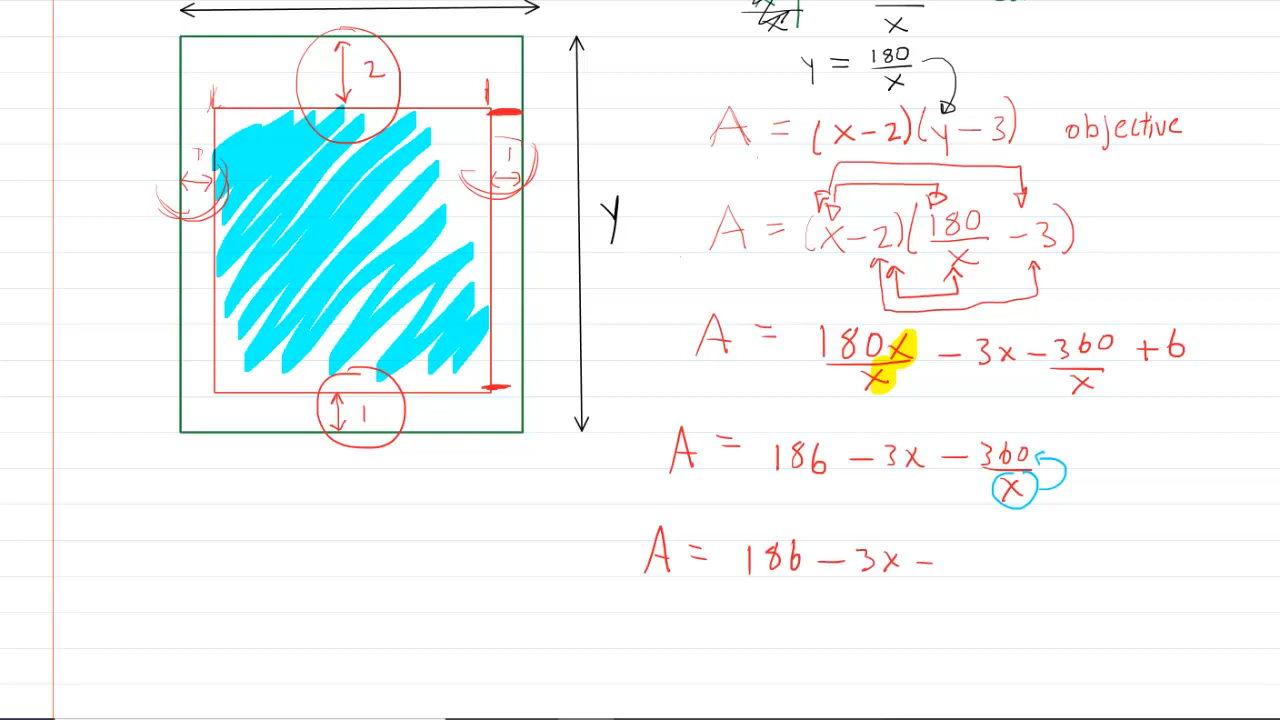 x
180
y = ―
x
2
1
1
1
y
A = (x-2)(y-3) objective
A = (x-2)(180/x -3)
A = 180x/x - 3x - 360/x + 6
A = 186 - 3x - 360/x
A = 186 - 3x -